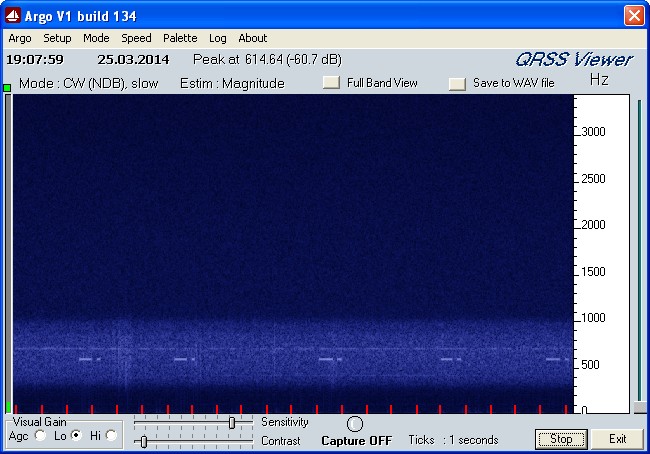 Argo V1 build 134
Argo Setup Mode Speed Palette Log About
19:07:59 25.03.2014 Peak at 614.64 (-60.7 dB) QRSS Viewer
Mode : CW (NDB), slow Estim : Magnitude Full Band View Save to WAV file Hz
3000
2500
2000
1500
1000
500
0
Visual Gain
Agc Lo Hi
Sensitivity
Contrast
Capture OFF Ticks : 1 seconds Stop Exit